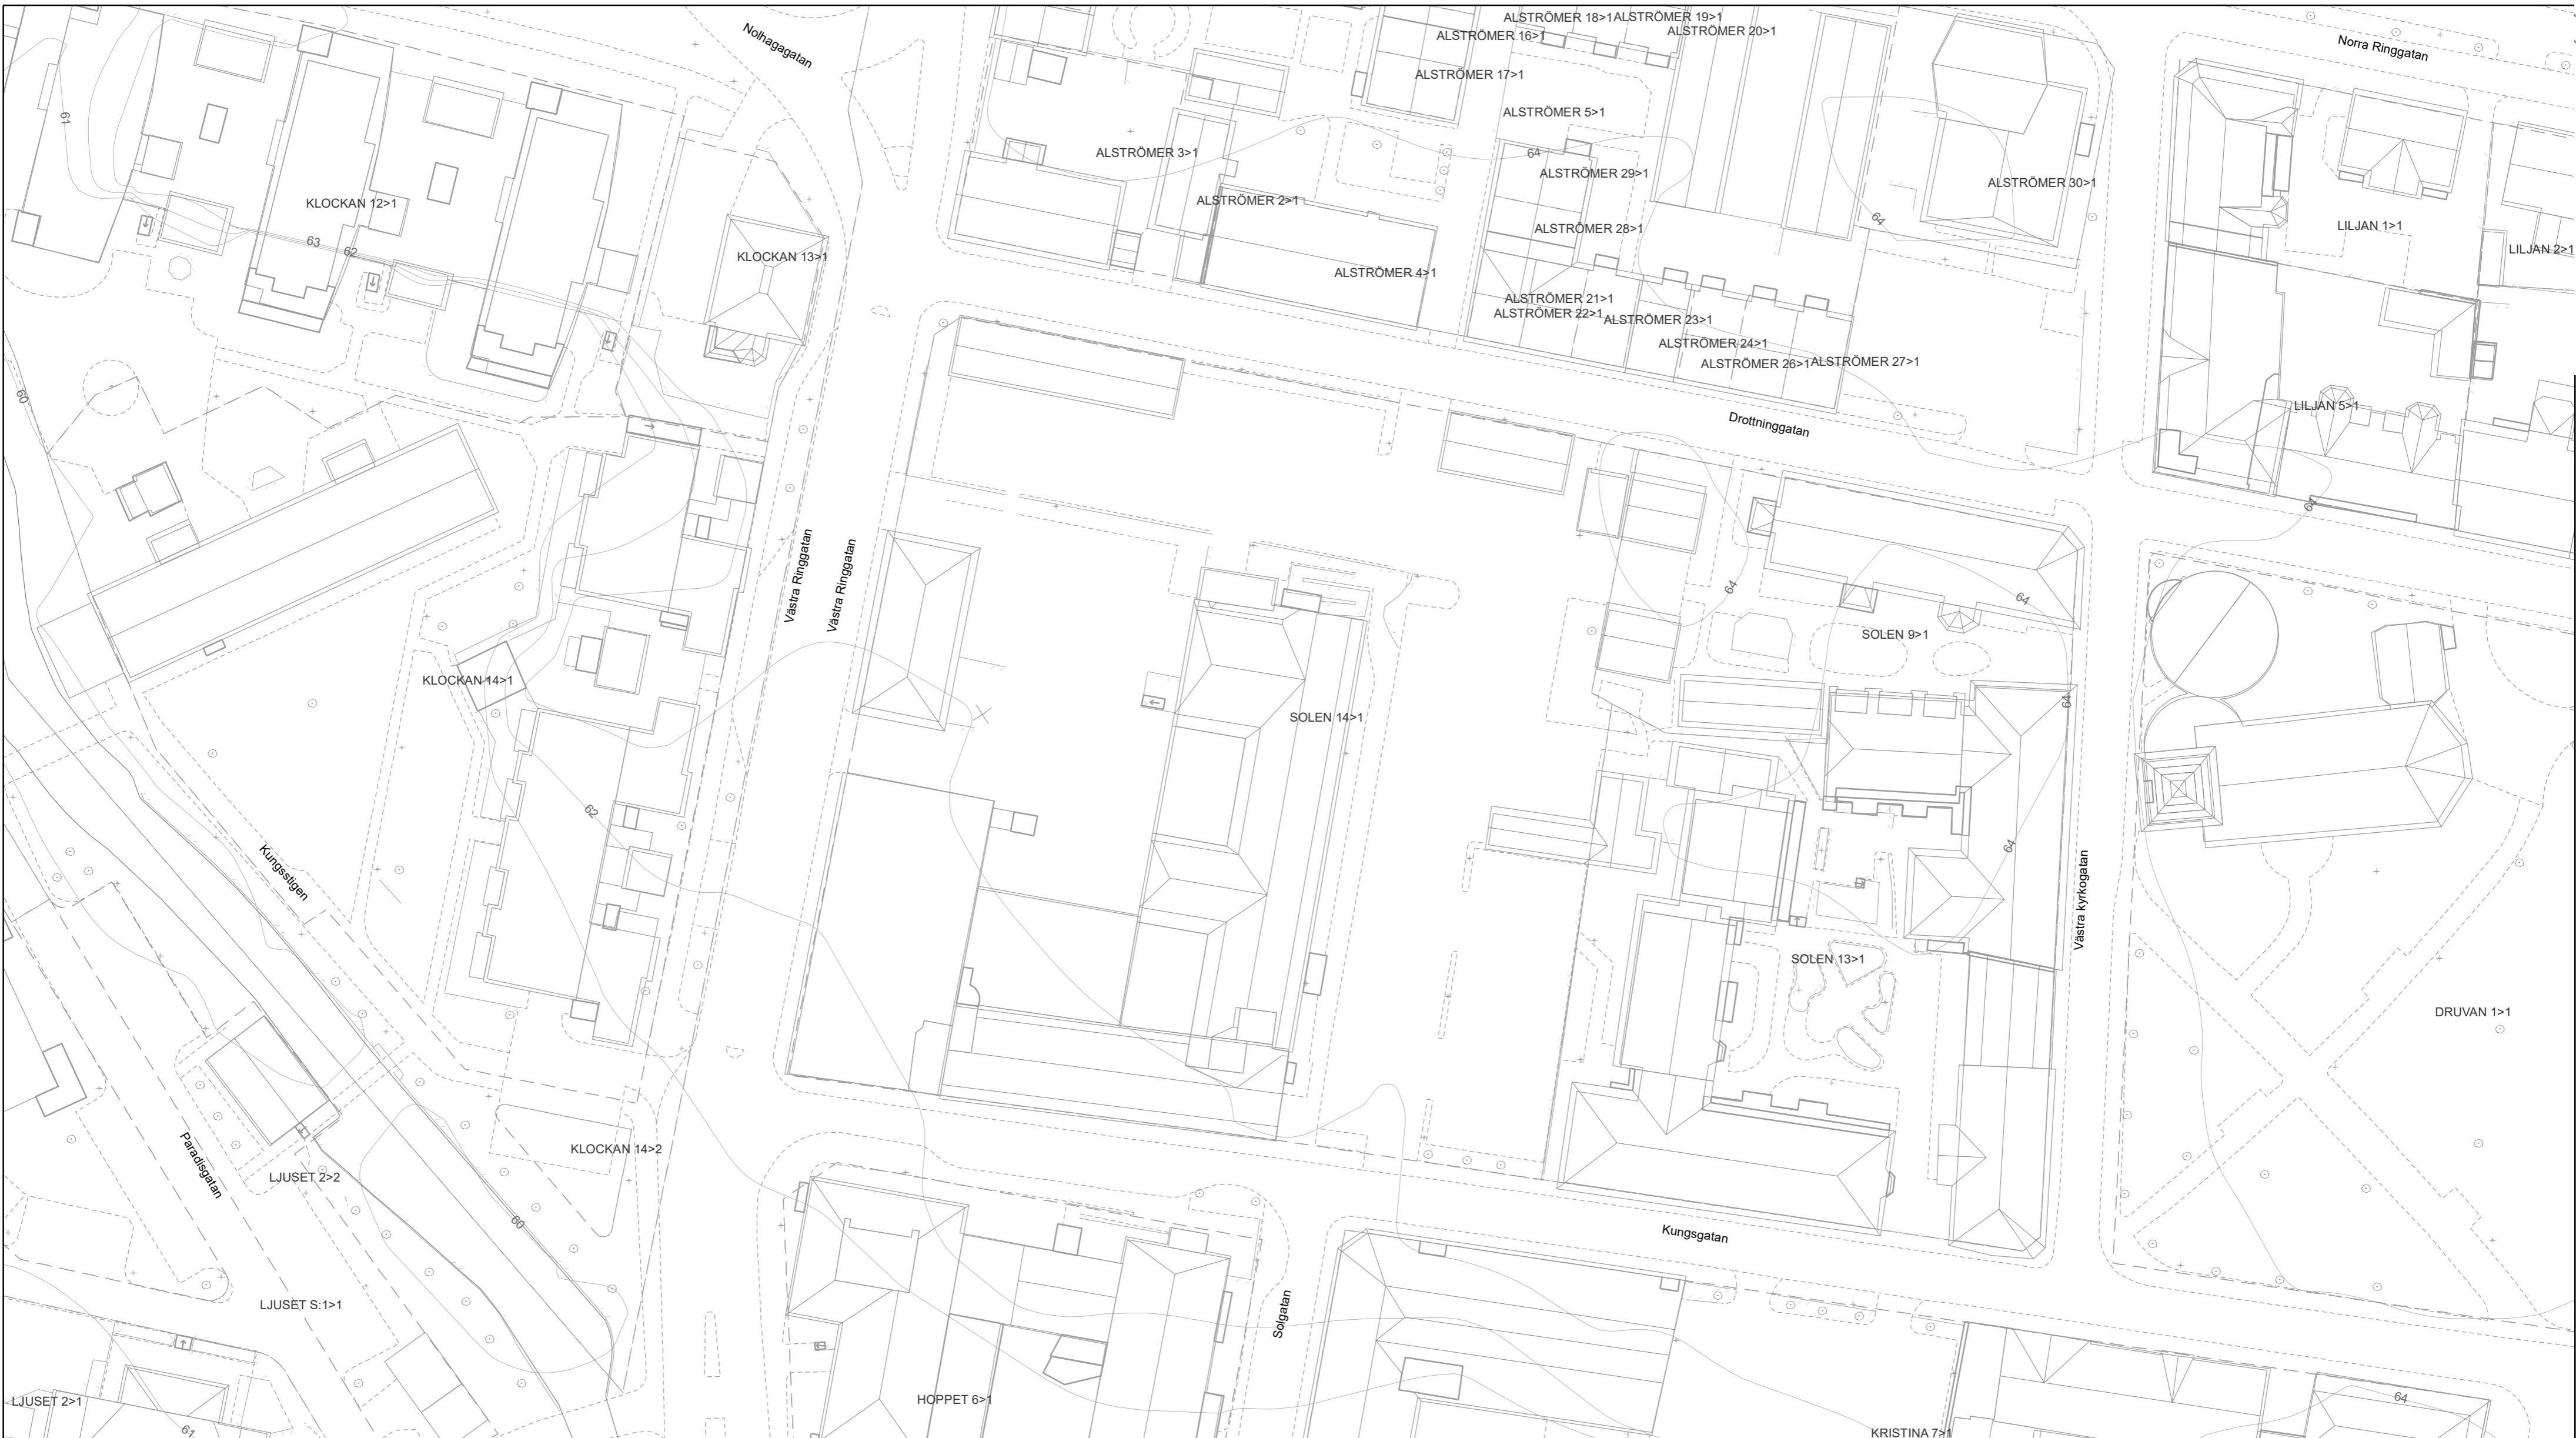 ALSTRÖMER 18>1
ALSTRÖMER 19>1
Nolhagagatan
ALSTRÖMER 16>1
ALSTRÖMER 20>1
Norra Ringgatan
ALSTRÖMER 17>1
61
ALSTRÖMER 5>1
ALSTRÖMER 3>1
64
ALSTRÖMER 29>1
ALSTRÖMER 30>1
KLOCKAN 12>1
ALSTRÖMER 2>1
64
ALSTRÖMER 28>1
LILJAN 1>1
63
62
KLOCKAN 13>1
LILJAN 2>1
ALSTRÖMER 4>1
ALSTRÖMER 21>1
ALSTRÖMER 22>1
ALSTRÖMER 23>1
ALSTRÖMER 24>1
ALSTRÖMER 26>1
ALSTRÖMER 27>1
60
LILJAN 5>1
Drottninggatan
64
Västra Ringgatan
Västra Ringgatan
64
64
SOLEN 9>1
KLOCKAN 14>1
64
SOLEN 14>1
62
64
Kungsstigen
Västra kyrkogatan
SOLEN 13>1
DRUVAN 1>1
KLOCKAN 14>2
Paradisgatan
LJUSET 2>2
60
Kungsgatan
LJUSET S:1>1
Solgatan
LJUSET 2>1
HOPPET 6>1
64
61
KRISTINA 7>1